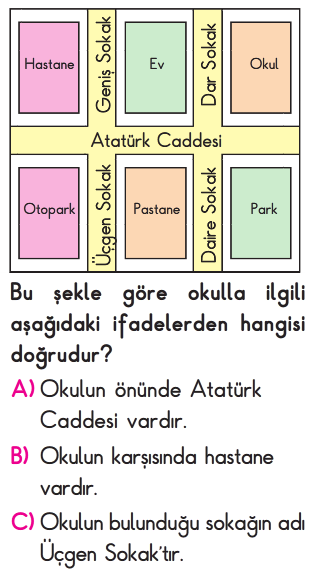 Hastane
Geniş Sokak
Ev
Dar Sokak
Okul
Atatürk Caddesi
Otopark
Üçgen Sokak
Pastane
Daire Sokak
Park
Bu şekle göre okulla ilgili
aşağıdaki ifadelerden hangisi
doğrudur?
A) Okulun önünde Atatürk
Caddesi vardır.
B) Okulun karşısında hastane
vardır.
C) Okulun bulunduğu sokağın adı
Üçgen Sokak'tır.